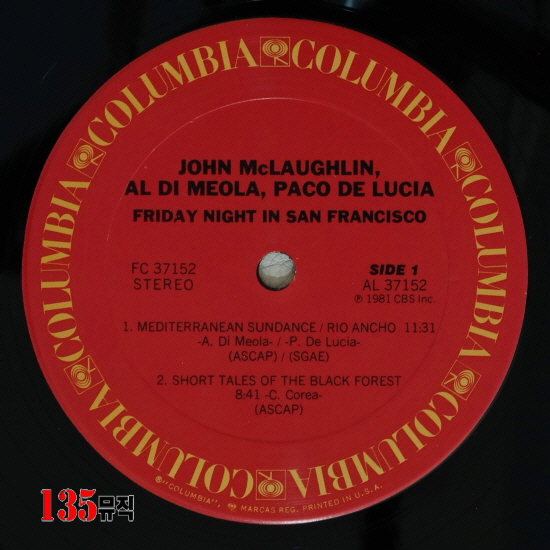 COLUMBIA COLUMBIA COLUMBIA COLUMBIA COLUMBIA COLUMBIA
JOHN McLAUGHLIN,
AL DI MEOLA, PACO DE LUCIA
FRIDAY NIGHT IN SAN FRANCISCO
FC 37152
STEREO
SIDE 1
AL 37152
℗ 1981 CBS Inc.
1. MEDITERRANEAN SUNDANCE / RIO ANCHO 11:31
-A. Di Meola- / -P. De Lucia-
(ASCAP) / (SGAE)
2. SHORT TALES OF THE BLACK FOREST
8:41 -C. Corea-
(ASCAP)
® "COLUMBIA", MARCAS REG. PRINTED IN U.S.A.
135뮤직